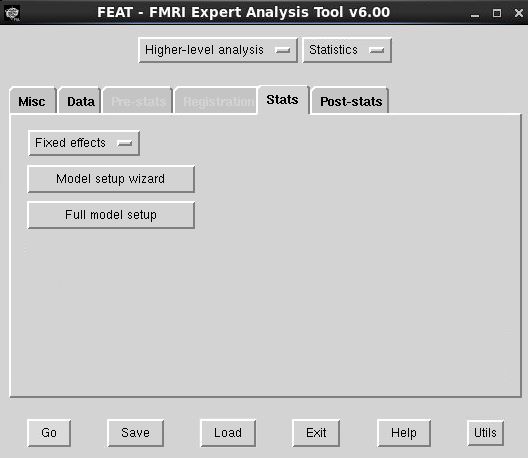 FEAT - FMRI Expert Analysis Tool v6.00
Higher-level analysis Statistics
Misc Data Pre-stats Registration Stats Post-stats
Fixed effects
Model setup wizard
Full model setup
Go Save Load Exit Help Utils